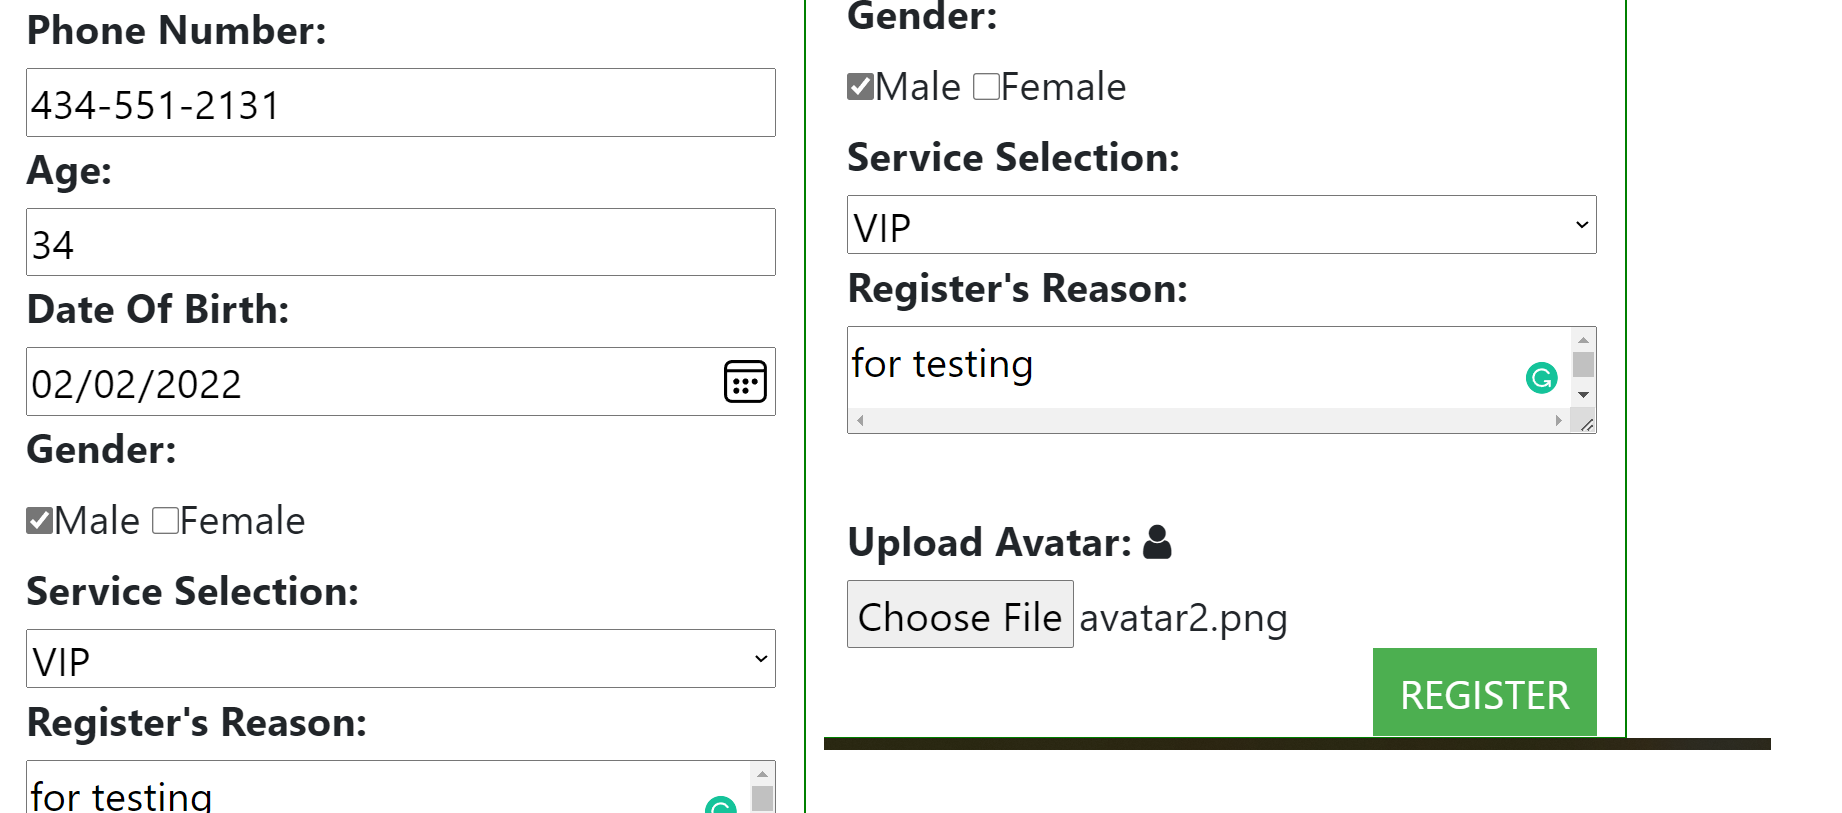 Phone Number:
434-551-2131
Age:
34
Date Of Birth:
02/02/2022
Gender:
Male Female
Service Selection:
VIP
Register's Reason:
for testing
Gender:
Male Female
Service Selection:
VIP
Register's Reason:
for testing
Upload Avatar:
Choose File avatar2.png
REGISTER